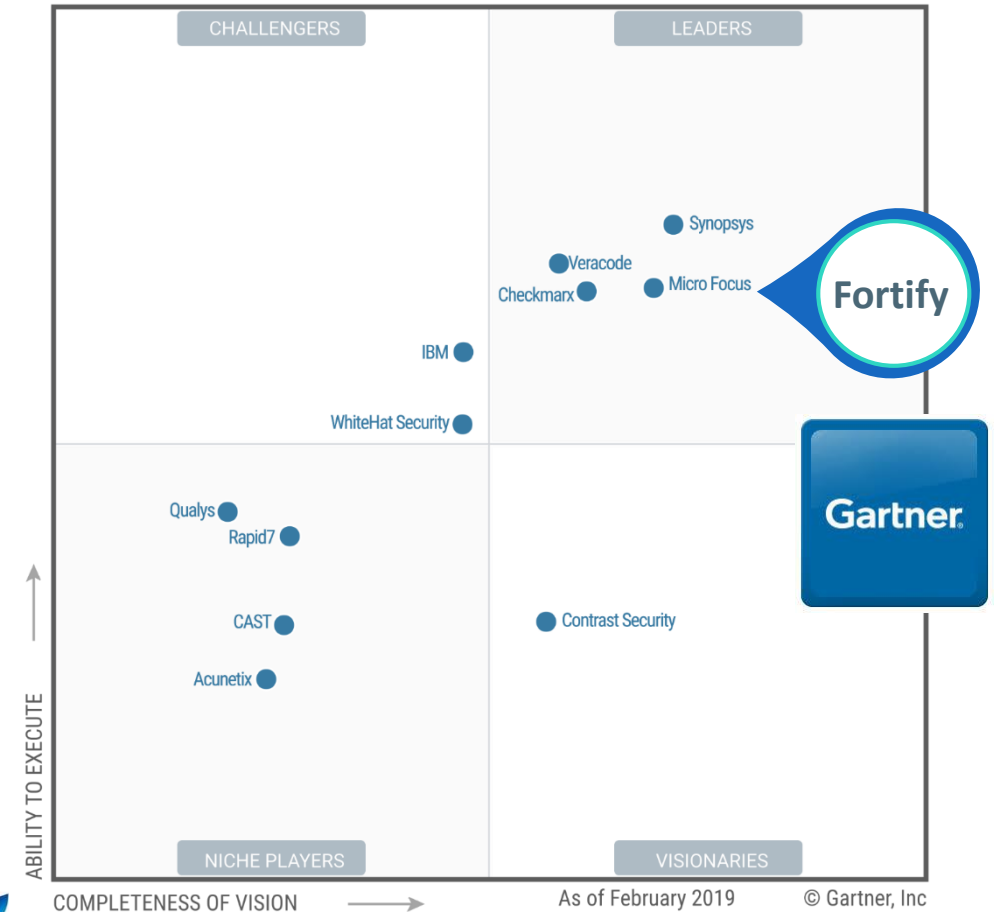 CHALLENGERS
LEADERS
Synopsys
Veracode
Micro Focus
Checkmarx
Fortify
IBM
WhiteHat Security
Gartner®
Qualys
Rapid7
CAST
Contrast Security
Acunetix
ABILITY TO EXECUTE
NICHE PLAYERS
VISIONARIES
COMPLETENESS OF VISION
As of February 2019
© Gartner, Inc